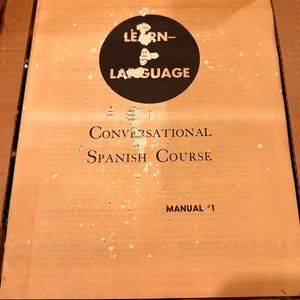 LEARN–
LANGUAGE
CONVERSATIONAL
SPANISH COURSE
MANUAL #1